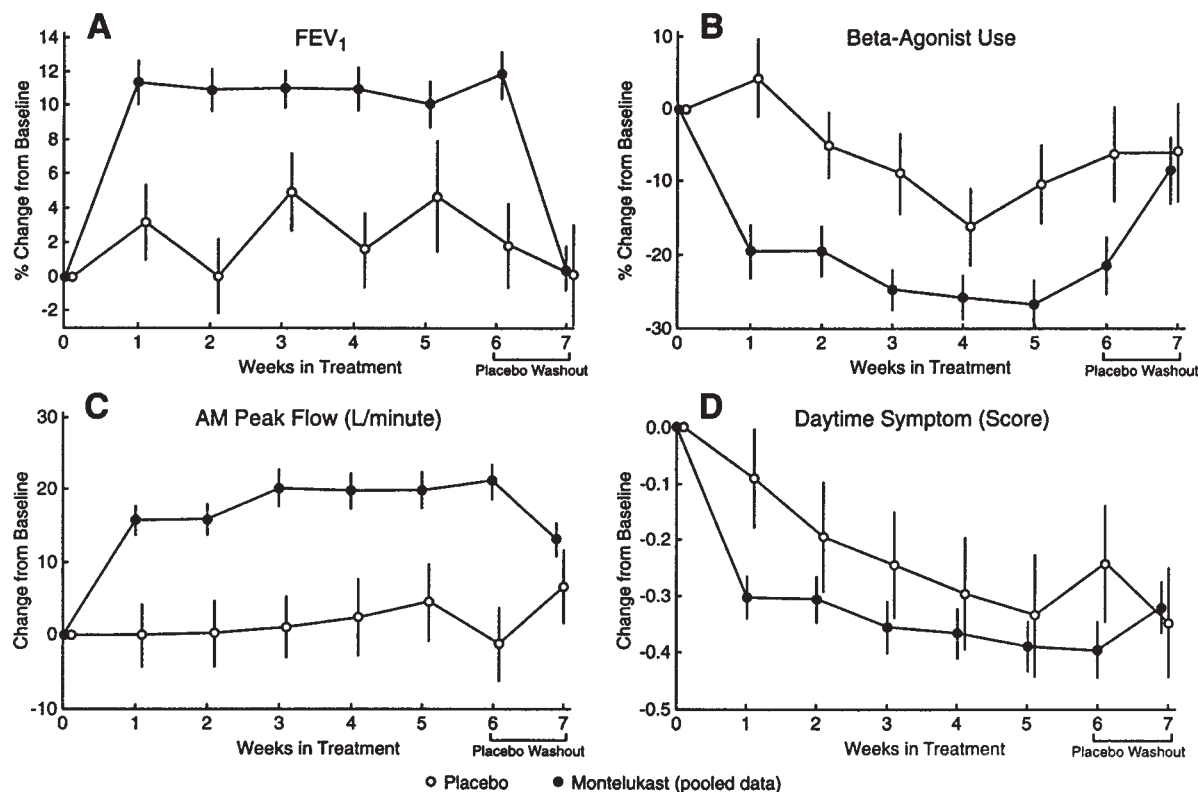 A
FEV₁
% Change from Baseline
14
12
10
8
6
4
2
0
-2
0 1 2 3 4 5 6 7
Weeks in Treatment
Placebo Washout
B
Beta-Agonist Use
% Change from Baseline
10
0
-10
-20
-30
0 1 2 3 4 5 6 7
Weeks in Treatment
Placebo Washout
C
AM Peak Flow (L/minute)
Change from Baseline
30
20
10
0
-10
0 1 2 3 4 5 6 7
Weeks in Treatment
Placebo Washout
D
Daytime Symptom (Score)
Change from Baseline
0.0
-0.1
-0.2
-0.3
-0.4
-0.5
0 1 2 3 4 5 6 7
Weeks in Treatment
Placebo Washout
Placebo Montelukast (pooled data)